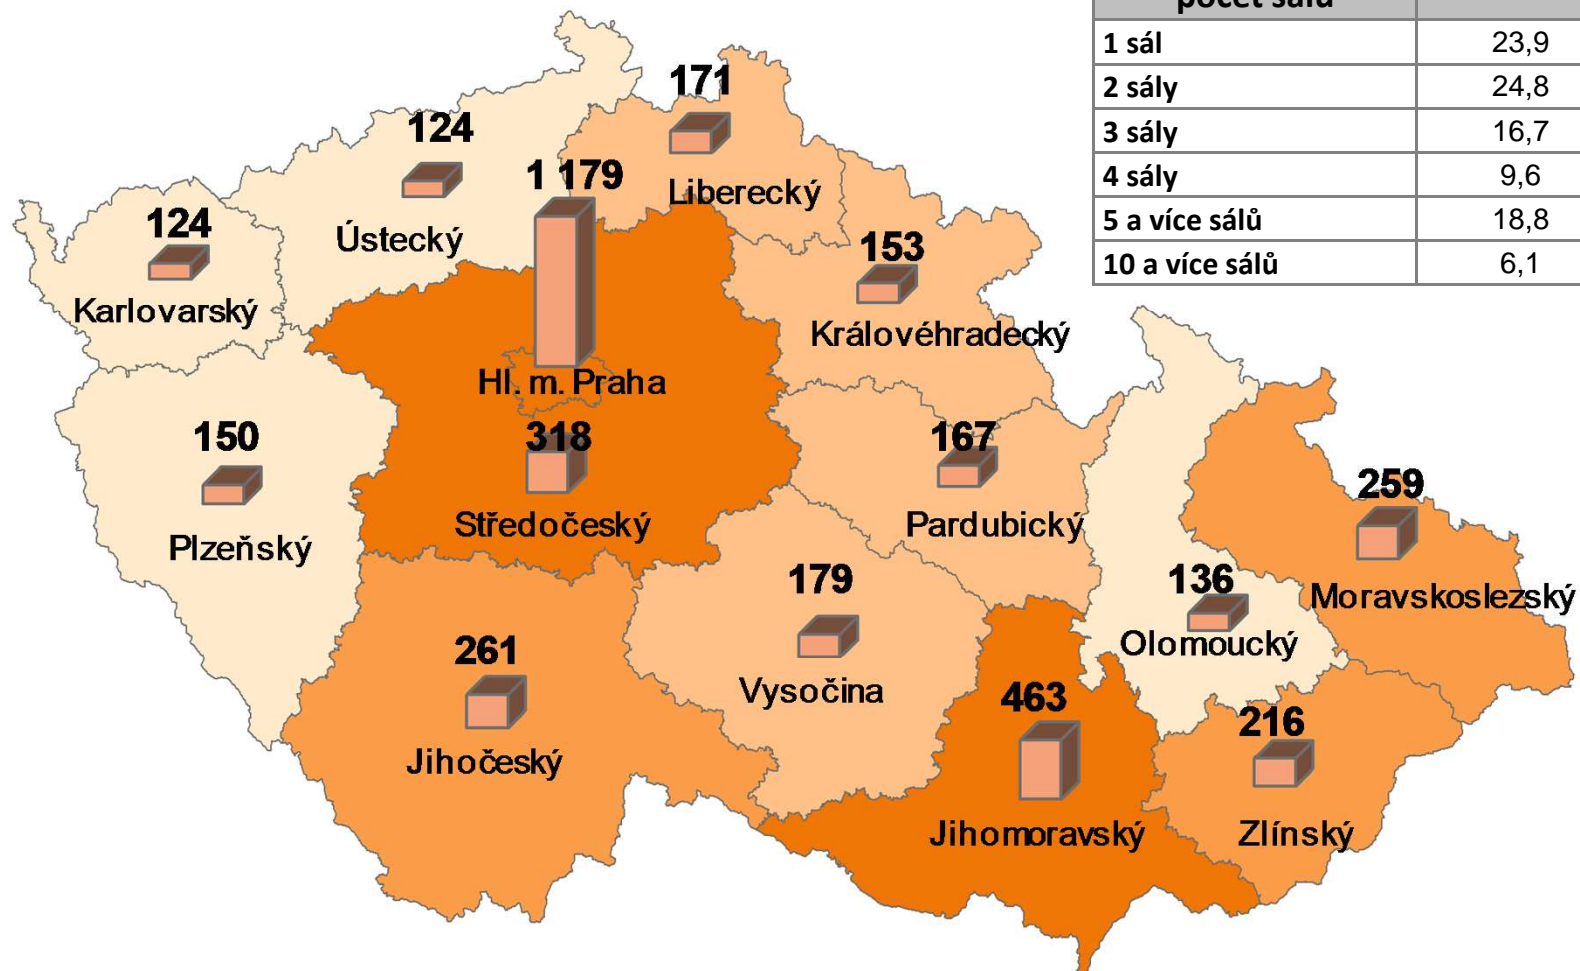 počet sálů
1 sál 23,9
2 sály 24,8
3 sály 16,7
4 sály 9,6
5 a více sálů 18,8
10 a více sálů 6,1
171
Liberecký
124
Ústecký
1 179
Hl. m. Praha
124
Karlovarský
153
Královéhradecký
150
Plzeňský
318
Středočeský
167
Pardubický
259
Moravskoslezský
136
Olomoucký
179
Vysočina
261
Jihočeský
463
Jihomoravský
216
Zlínský